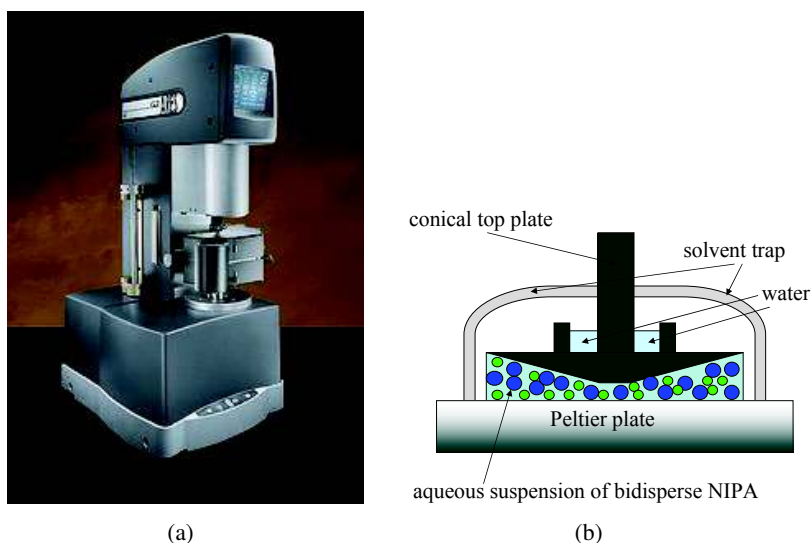 conical top plate
solvent trap
water
Peltier plate
aqueous suspension of bidisperse NIPA
(a)
(b)